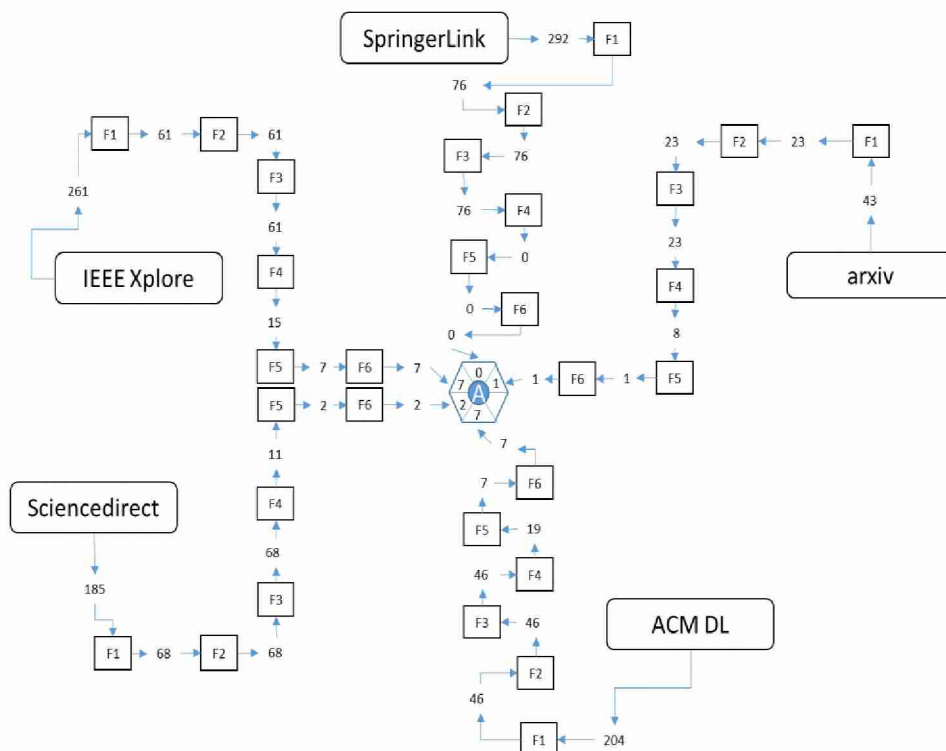 SpringerLink
292
F1
76
F2
76
F3
76
F4
0
F5
0
F6
0
IEEE Xplore
261
F1
61
F2
61
F3
61
F4
15
F5
7
F6
7
Sciencedirect
185
F1
68
F2
68
F3
68
F4
11
F5
2
F6
2
arxiv
43
F1
23
F2
23
F3
23
F4
8
F5
1
F6
1
ACM DL
204
F1
46
F2
46
F3
46
F4
19
F5
7
F6
7
0
7
1
A
2
7